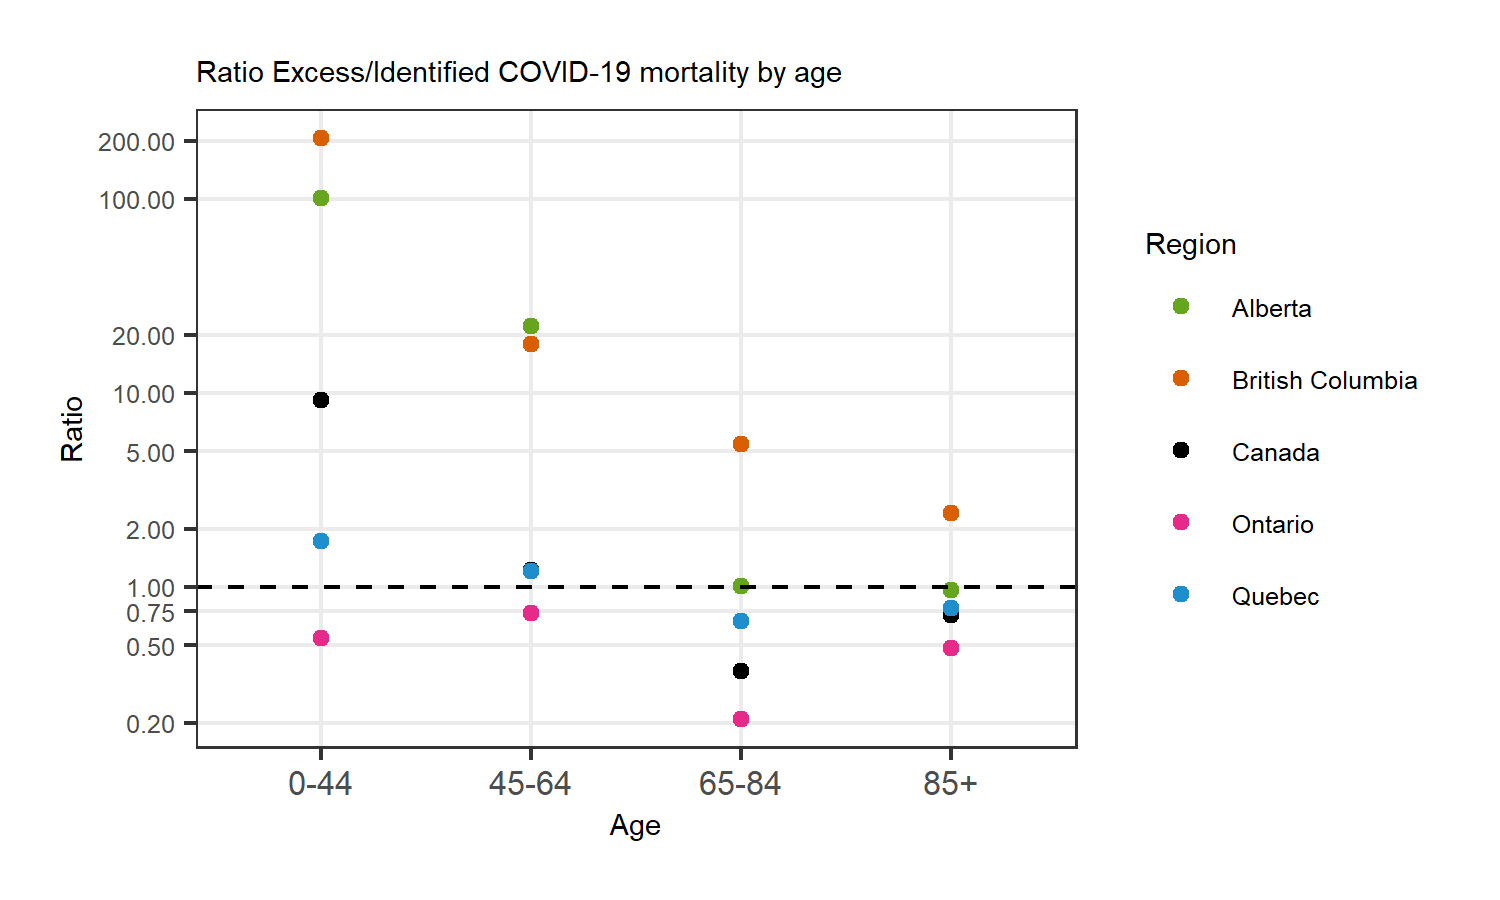 Ratio Excess/Identified COVID-19 mortality by age
200.00
100.00
20.00
10.00
5.00
2.00
1.00
0.75
0.50
0.20
Ratio
0-44
45-64
65-84
85+
Age
Region
Alberta
British Columbia
Canada
Ontario
Quebec